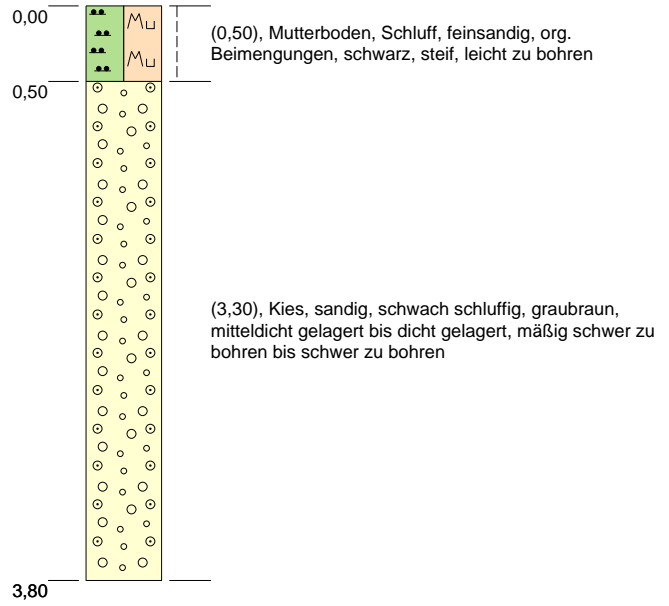 0,00
Mu
Mu
(0,50), Mutterboden, Schluff, feinsandig, org.
Beimengungen, schwarz, steif, leicht zu bohren
0,50
(3,30), Kies, sandig, schwach schluffig, graubraun,
mitteldicht gelagert bis dicht gelagert, mäßig schwer zu
bohren bis schwer zu bohren
3,80